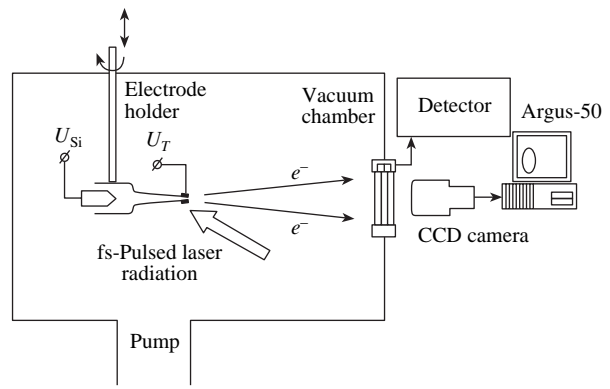 Electrode
holder
Vacuum
chamber
Detector
Argus-50
U_Si
U_T
e⁻
e⁻
fs-Pulsed laser
radiation
CCD camera
Pump